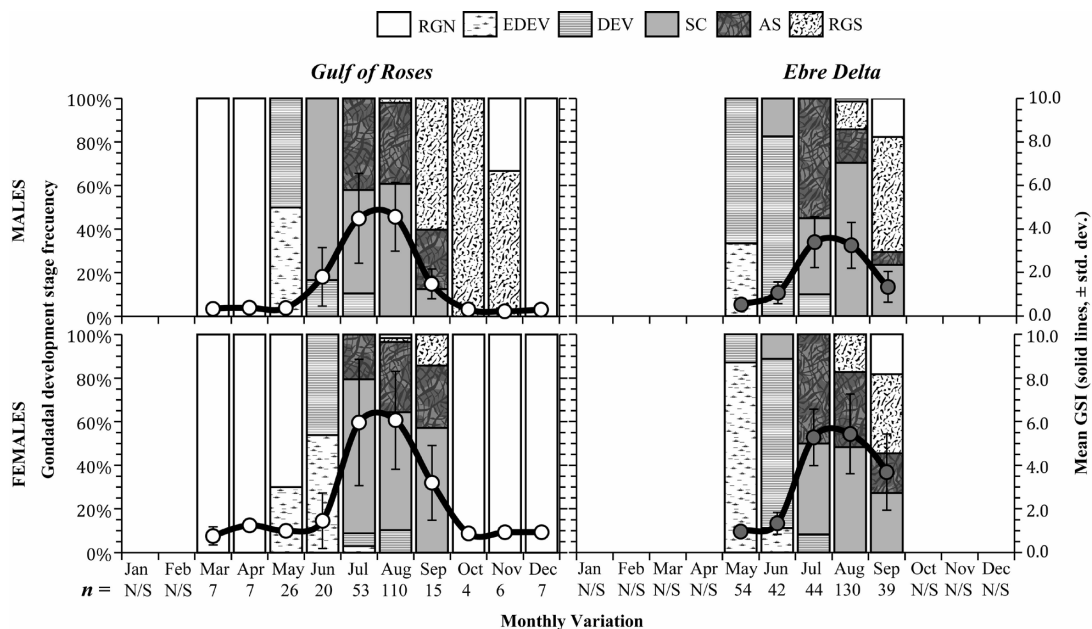 RGN EDEV DEV SC AS RGS
Gulf of Roses Ebre Delta
MALES
FEMALES
Gondadal development stage frecuency
100%
80%
60%
40%
20%
0%
100%
80%
60%
40%
20%
0%
10.0
8.0
6.0
4.0
2.0
0.0
10.0
8.0
6.0
4.0
2.0
0.0
Mean GSI (solid lines, ± std. dev.)
Jan Feb Mar Apr May Jun Jul Aug Sep Oct Nov Dec Jan Feb Mar Apr May Jun Jul Aug Sep Oct Nov Dec
n = N/S N/S 7 7 26 20 53 110 15 4 6 7 N/S N/S N/S N/S 54 42 44 130 39 N/S N/S N/S
Monthly Variation